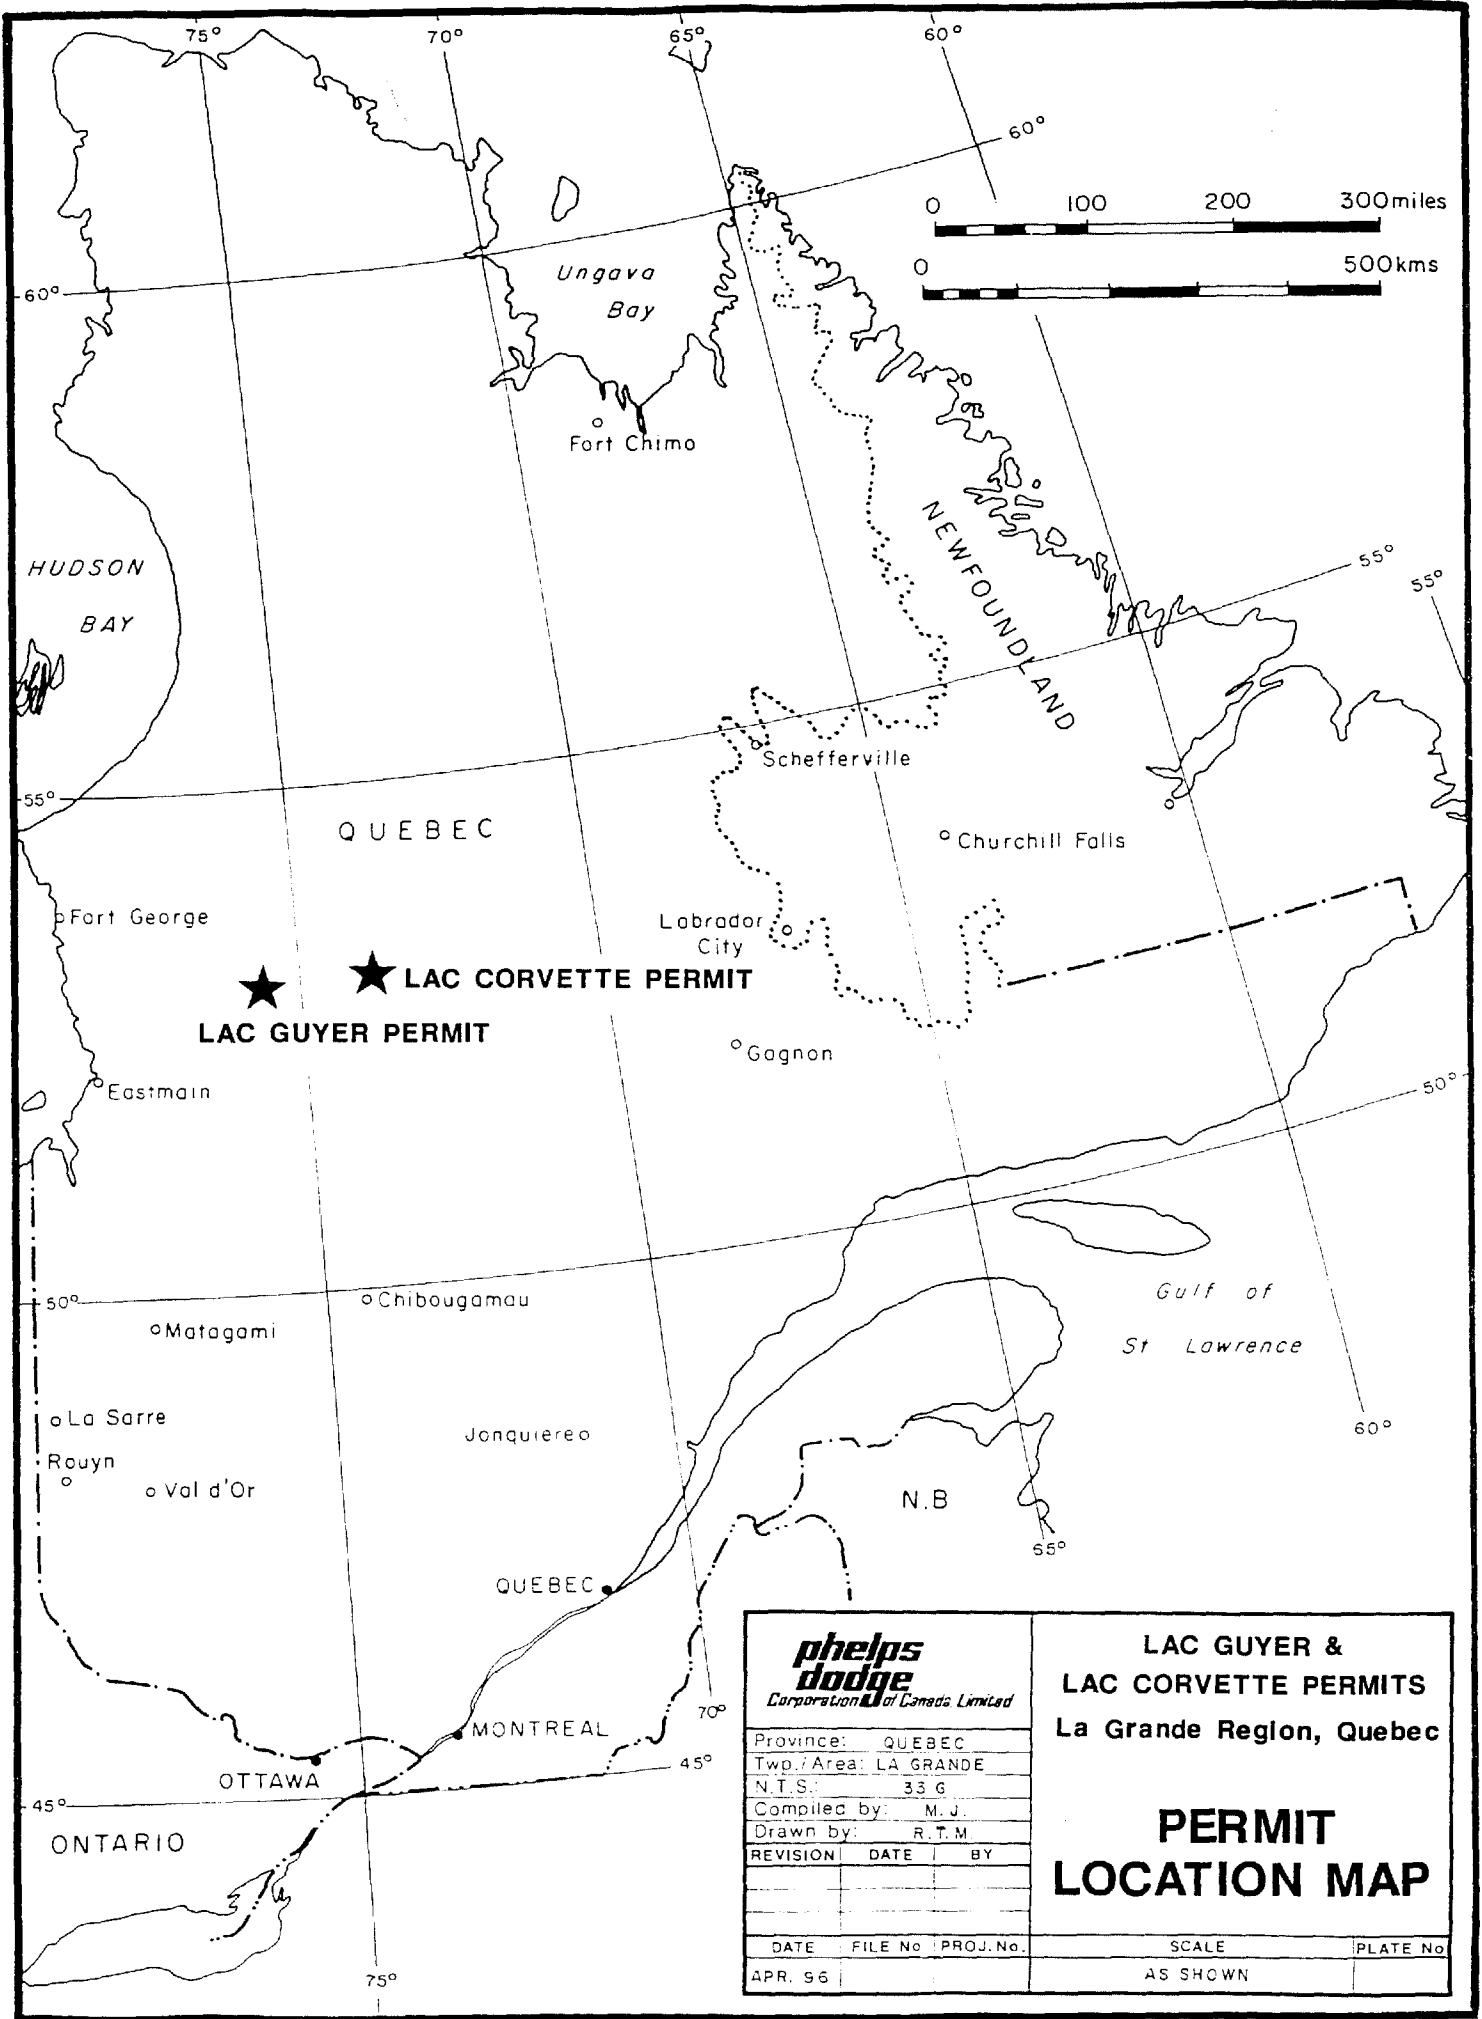 75°
70°
65°
60°
60°
0 100 200 300miles
0 500kms
Ungava
Bay
60°
Fort Chimo
HUDSON
BAY
NEWFOUNDLAND
55°
55°
Schefferville
55°
QUEBEC
Churchill Falls
Fort George
Labrador
City
LAC CORVETTE PERMIT
LAC GUYER PERMIT
Gagnon
Eastmain
50°
50°
Chibougamau
Matagami
Gulf of
St Lawrence
La Sarre
Jonquiere
60°
Rouyn
Val d'Or
N.B
65°
QUEBEC
70°
MONTREAL
45°
OTTAWA
45°
ONTARIO
75°
phelps
dodge
Corporation of Canada Limited
Province: QUEBEC
Twp./Area: LA GRANDE
N.T.S.: 33 G
Compiled by: M. J.
Drawn by: R.T.M.
REVISION DATE BY
DATE FILE No PROJ. No.
APR. 96
LAC GUYER &
LAC CORVETTE PERMITS
La Grande Region, Quebec
PERMIT
LOCATION MAP
SCALE PLATE No
AS SHOWN